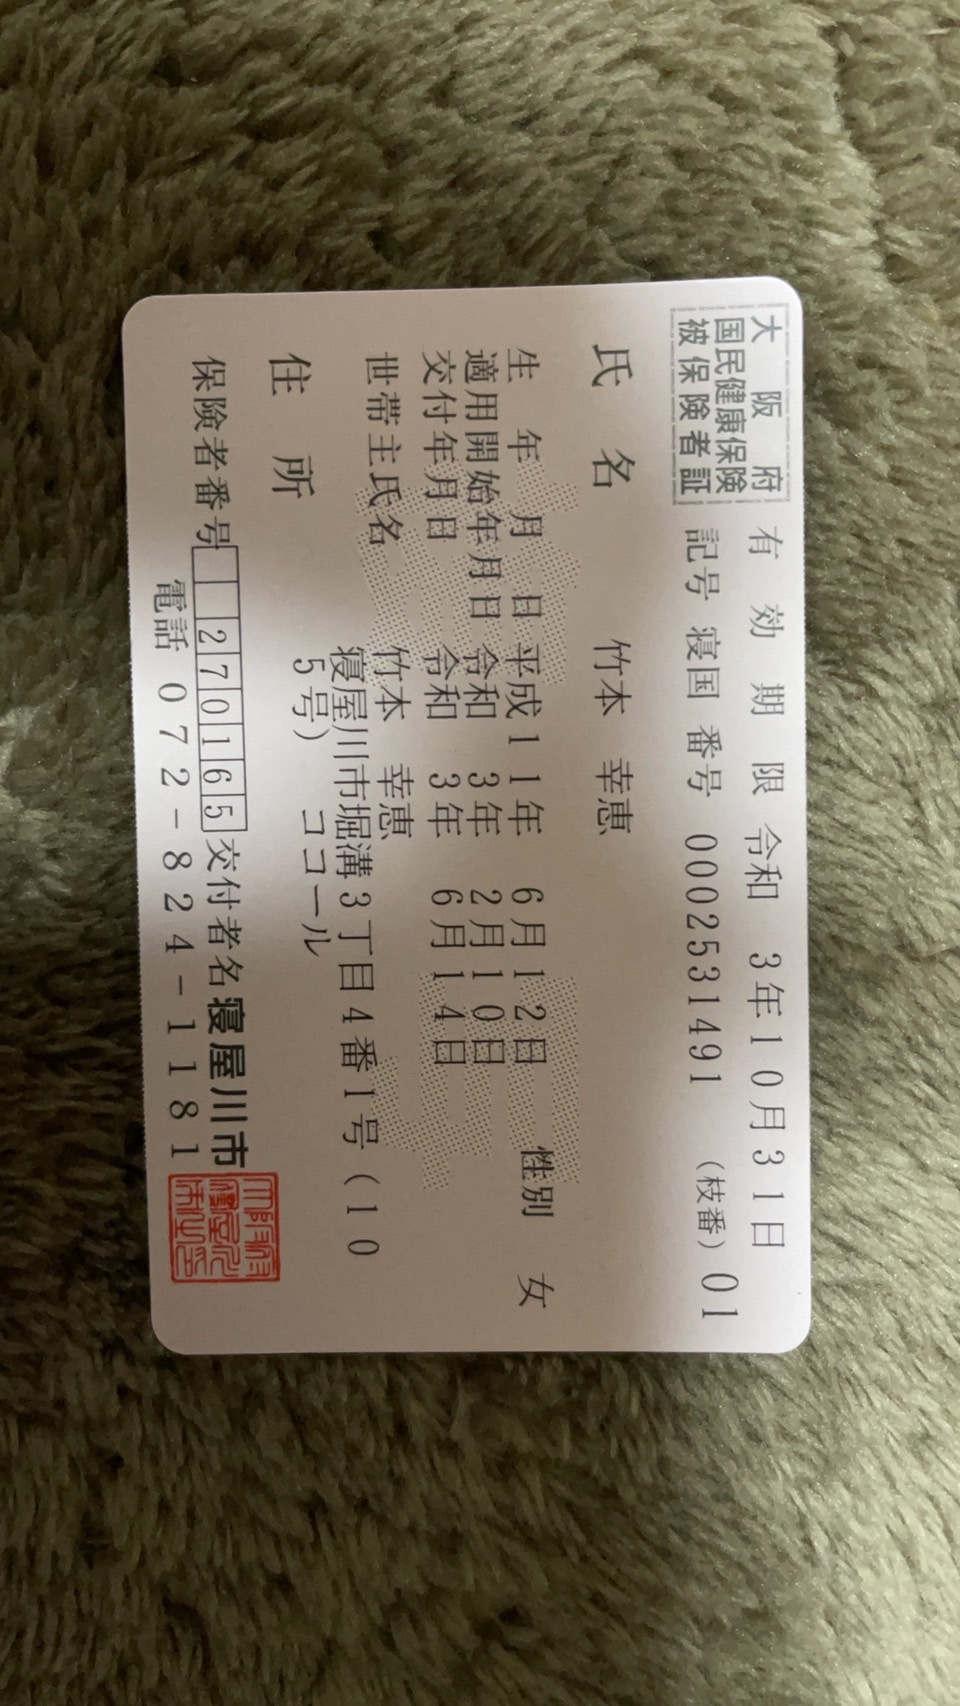 大阪府
国民健康保険
被保険者証
有効期限 令和 3年10月31日
記号 寝国 番号 0002531491 (枝番) 01
氏名 竹本 幸恵
生年月日 平成11年 6月12日 性別 女
適用開始年月日 令和 3年 2月10日
交付年月日 令和 3年 6月14日
世帯主氏名 竹本 幸恵
住所 寝屋川市堀溝3丁目4番1号(10
5号) ココール
保険者番号 270165 交付者名 寝屋川市
電話 072-824-1181